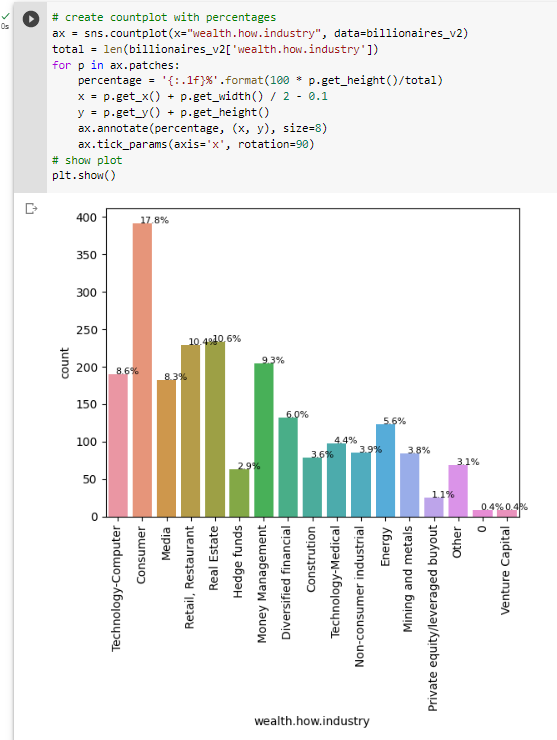 0s
# create countplot with percentages
ax = sns.countplot(x="wealth.how.industry", data=billionaires_v2)
total = len(billionaires_v2['wealth.how.industry'])
for p in ax.patches:
percentage = '{:.1f}%'.format(100 * p.get_height()/total)
x = p.get_x() + p.get_width() / 2 - 0.1
y = p.get_y() + p.get_height()
ax.annotate(percentage, (x, y), size=8)
ax.tick_params(axis='x', rotation=90)
# show plot
plt.show()
400
350
300
250
200
150
100
50
0
count
8.6%
17.8%
8.3%
10.4%
10.6%
2.9%
9.3%
6.0%
3.6%
4.4%
3.9%
5.6%
3.8%
1.1%
3.1%
0.4%
0.4%
Technology-Computer
Consumer
Media
Retail, Restaurant
Real Estate
Hedge funds
Money Management
Diversified financial
Constrution
Technology-Medical
Non-consumer industrial
Energy
Mining and metals
Private equity/leveraged buyout
Other
0
Venture Capital
wealth.how.industry